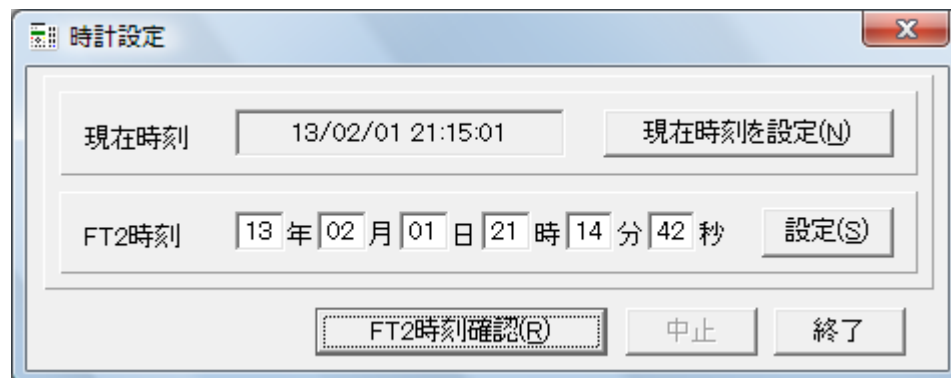 時計設定
現在時刻 13/02/01 21:15:01 現在時刻を設定(N)
FT2時刻 13 年 02 月 01 日 21 時 14 分 42 秒 設定(S)
FT2時刻確認(R) 中止 終了